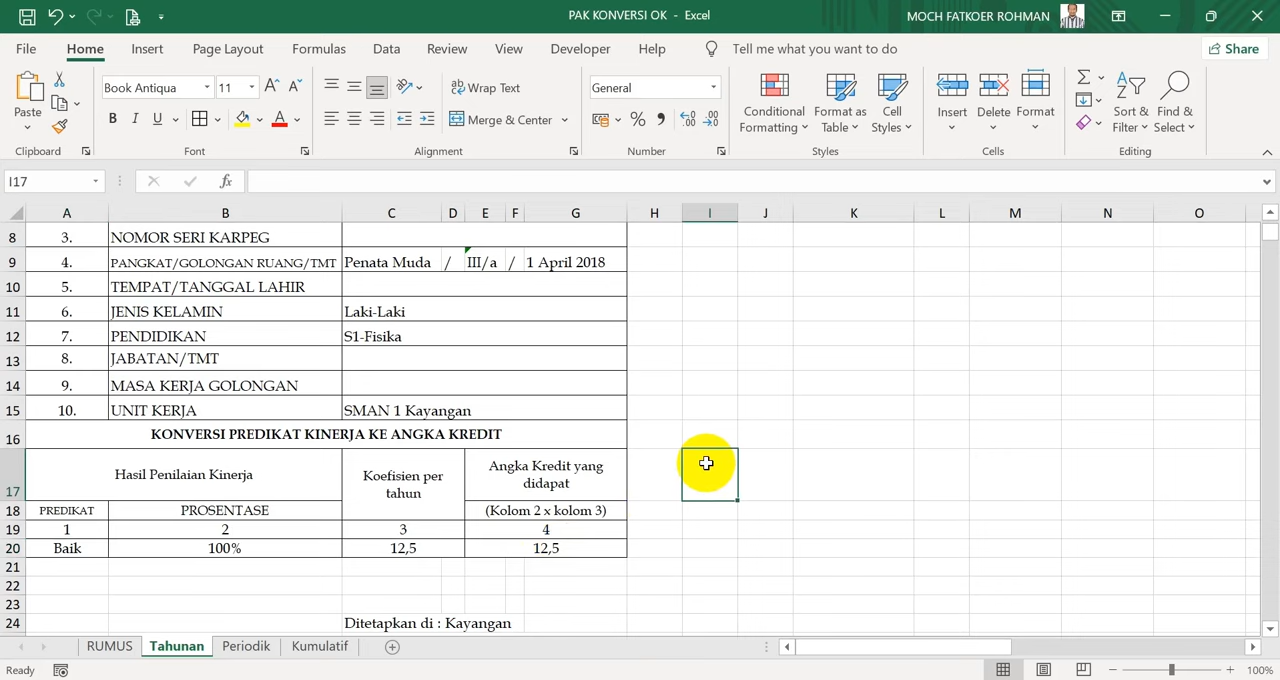 PAK KONVERSI OK - Excel
MOCH FATKOER ROHMAN
File Home Insert Page Layout Formulas Data Review View Developer Help Tell me what you want to do Share
Book Antiqua 11 Wrap Text General
Paste
B I U Merge & Center % , Conditional Formatting Format as Table Cell Styles Insert Delete Format Sort & Filter Find & Select
Clipboard Font Alignment Number Styles Cells Editing
I17 fx
A B C D E F G H I J K L M N O
8 3. NOMOR SERI KARPEG
9 4. PANGKAT/GOLONGAN RUANG/TMT Penata Muda / III/a / 1 April 2018
10 5. TEMPAT/TANGGAL LAHIR
11 6. JENIS KELAMIN Laki-Laki
12 7. PENDIDIKAN S1-Fisika
13 8. JABATAN/TMT
14 9. MASA KERJA GOLONGAN
15 10. UNIT KERJA SMAN 1 Kayangan
16 KONVERSI PREDIKAT KINERJA KE ANGKA KREDIT
17 Hasil Penilaian Kinerja Koefisien per tahun Angka Kredit yang didapat
18 PREDIKAT PROSENTASE (Kolom 2 x kolom 3)
19 1 2 3 4
20 Baik 100% 12,5 12,5
21
22
23
24 Ditetapkan di : Kayangan
RUMUS Tahunan Periodik Kumulatif
Ready 100%